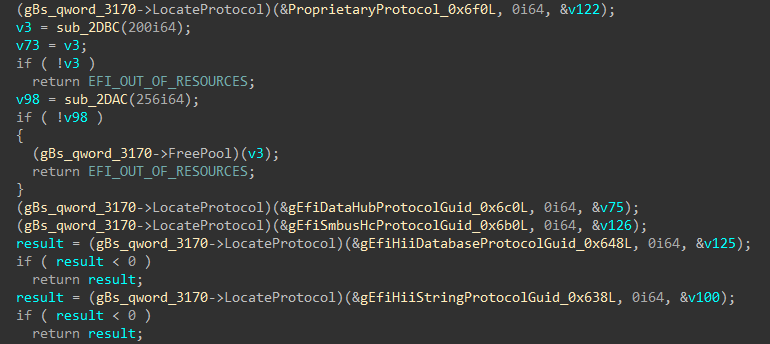 (gBs_qword_3170->LocateProtocol)(&ProprietaryProtocol_0x6f0L, 0i64, &v122);
v3 = sub_2DBC(200i64);
v73 = v3;
if ( !v3 )
return EFI_OUT_OF_RESOURCES;
v98 = sub_2DAC(256i64);
if ( !v98 )
{
(gBs_qword_3170->FreePool)(v3);
return EFI_OUT_OF_RESOURCES;
}
(gBs_qword_3170->LocateProtocol)(&gEfiDataHubProtocolGuid_0x6c0L, 0i64, &v75);
(gBs_qword_3170->LocateProtocol)(&gEfiSmbusHcProtocolGuid_0x6b0L, 0i64, &v126);
result = (gBs_qword_3170->LocateProtocol)(&gEfiHiiDatabaseProtocolGuid_0x648L, 0i64, &v125);
if ( result < 0 )
return result;
result = (gBs_qword_3170->LocateProtocol)(&gEfiHiiStringProtocolGuid_0x638L, 0i64, &v100);
if ( result < 0 )
return result;